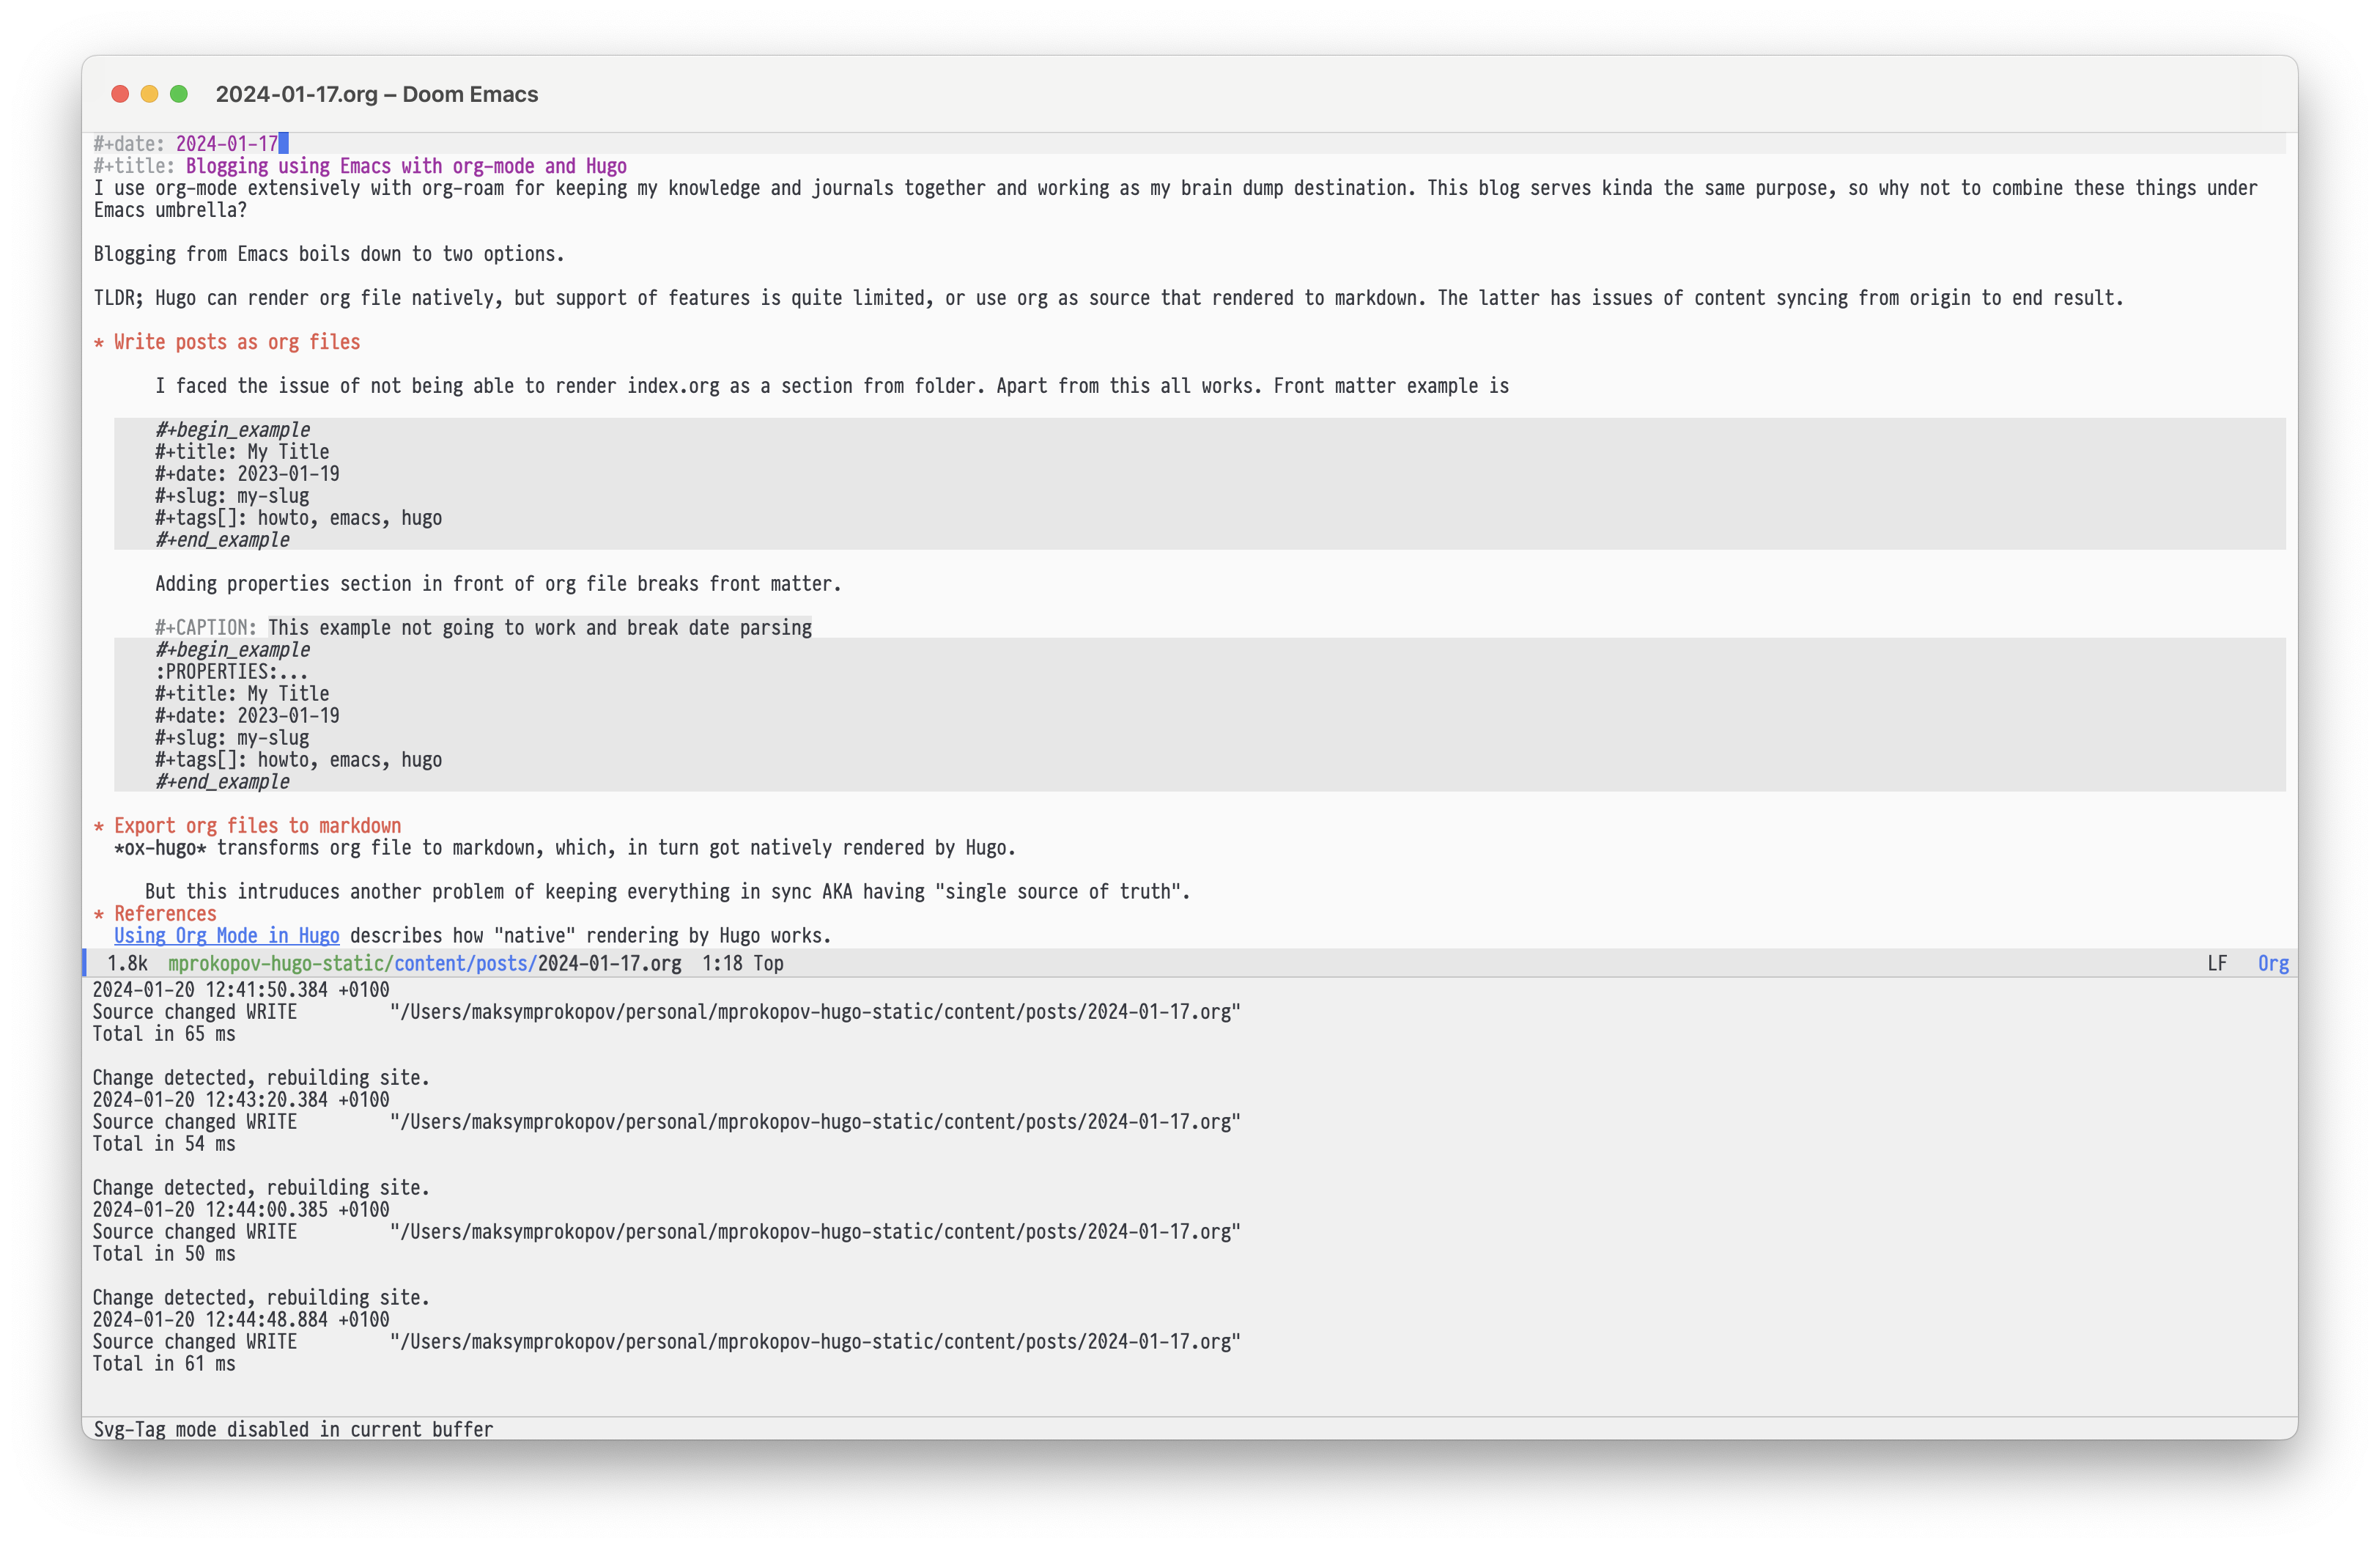 2024-01-17.org – Doom Emacs
#+date: 2024-01-17
#+title: Blogging using Emacs with org-mode and Hugo
I use org-mode extensively with org-roam for keeping my knowledge and journals together and working as my brain dump destination. This blog serves kinda the same purpose, so why not to combine these things under
Emacs umbrella?
Blogging from Emacs boils down to two options.
TLDR; Hugo can render org file natively, but support of features is quite limited, or use org as source that rendered to markdown. The latter has issues of content syncing from origin to end result.
* Write posts as org files
I faced the issue of not being able to render index.org as a section from folder. Apart from this all works. Front matter example is
#+begin_example
#+title: My Title
#+date: 2023-01-19
#+slug: my-slug
#+tags[]: howto, emacs, hugo
#+end_example
Adding properties section in front of org file breaks front matter.
#+CAPTION: This example not going to work and break date parsing
#+begin_example
:PROPERTIES:...
#+title: My Title
#+date: 2023-01-19
#+slug: my-slug
#+tags[]: howto, emacs, hugo
#+end_example
* Export org files to markdown
*ox-hugo* transforms org file to markdown, which, in turn got natively rendered by Hugo.
But this intruduces another problem of keeping everything in sync AKA having "single source of truth".
* References
Using Org Mode in Hugo describes how "native" rendering by Hugo works.
1.8k mprokopov-hugo-static/content/posts/2024-01-17.org 1:18 Top LF Org
2024-01-20 12:41:50.384 +0100
Source changed WRITE "/Users/maksymprokopov/personal/mprokopov-hugo-static/content/posts/2024-01-17.org"
Total in 65 ms
Change detected, rebuilding site.
2024-01-20 12:43:20.384 +0100
Source changed WRITE "/Users/maksymprokopov/personal/mprokopov-hugo-static/content/posts/2024-01-17.org"
Total in 54 ms
Change detected, rebuilding site.
2024-01-20 12:44:00.385 +0100
Source changed WRITE "/Users/maksymprokopov/personal/mprokopov-hugo-static/content/posts/2024-01-17.org"
Total in 50 ms
Change detected, rebuilding site.
2024-01-20 12:44:48.884 +0100
Source changed WRITE "/Users/maksymprokopov/personal/mprokopov-hugo-static/content/posts/2024-01-17.org"
Total in 61 ms
Svg-Tag mode disabled in current buffer